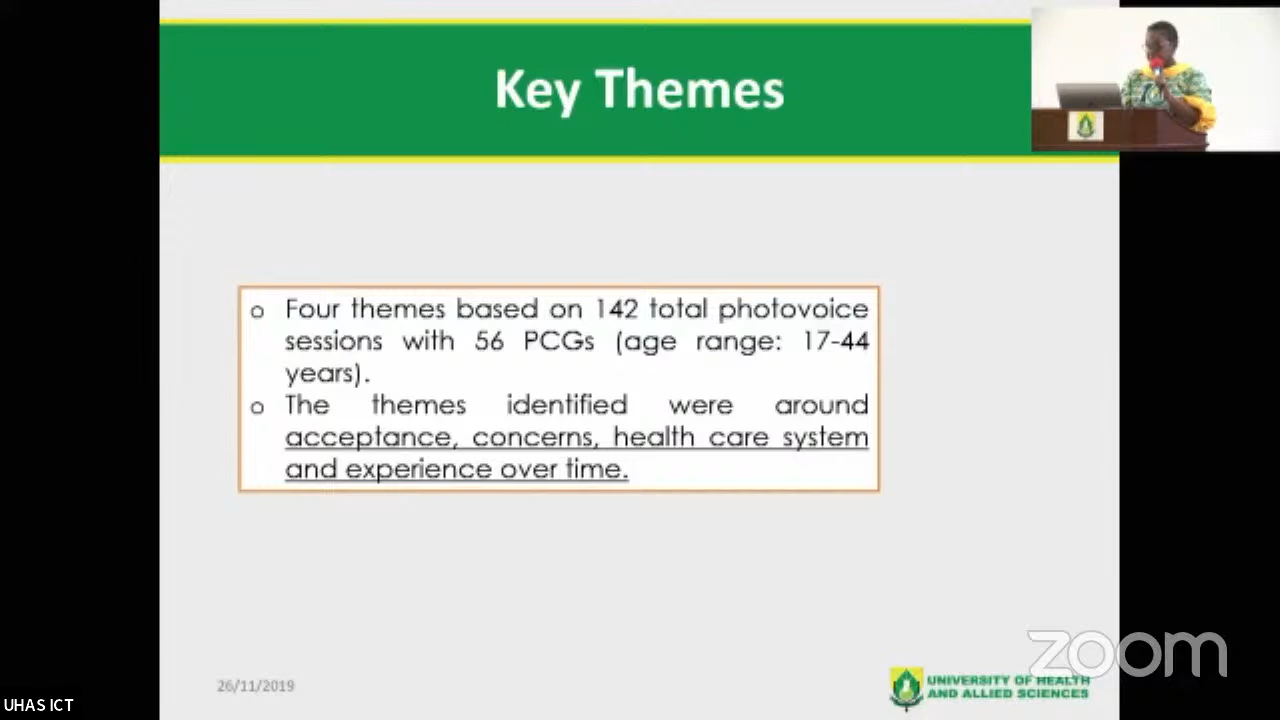 Key Themes
o Four themes based on 142 total photovoice
sessions with 56 PCGs (age range: 17-44
years).
o The themes identified were around
acceptance, concerns, health care system
and experience over time.
26/11/2019
UNIVERSITY OF HEALTH
AND ALLIED SCIENCES
zoom
UHAS ICT